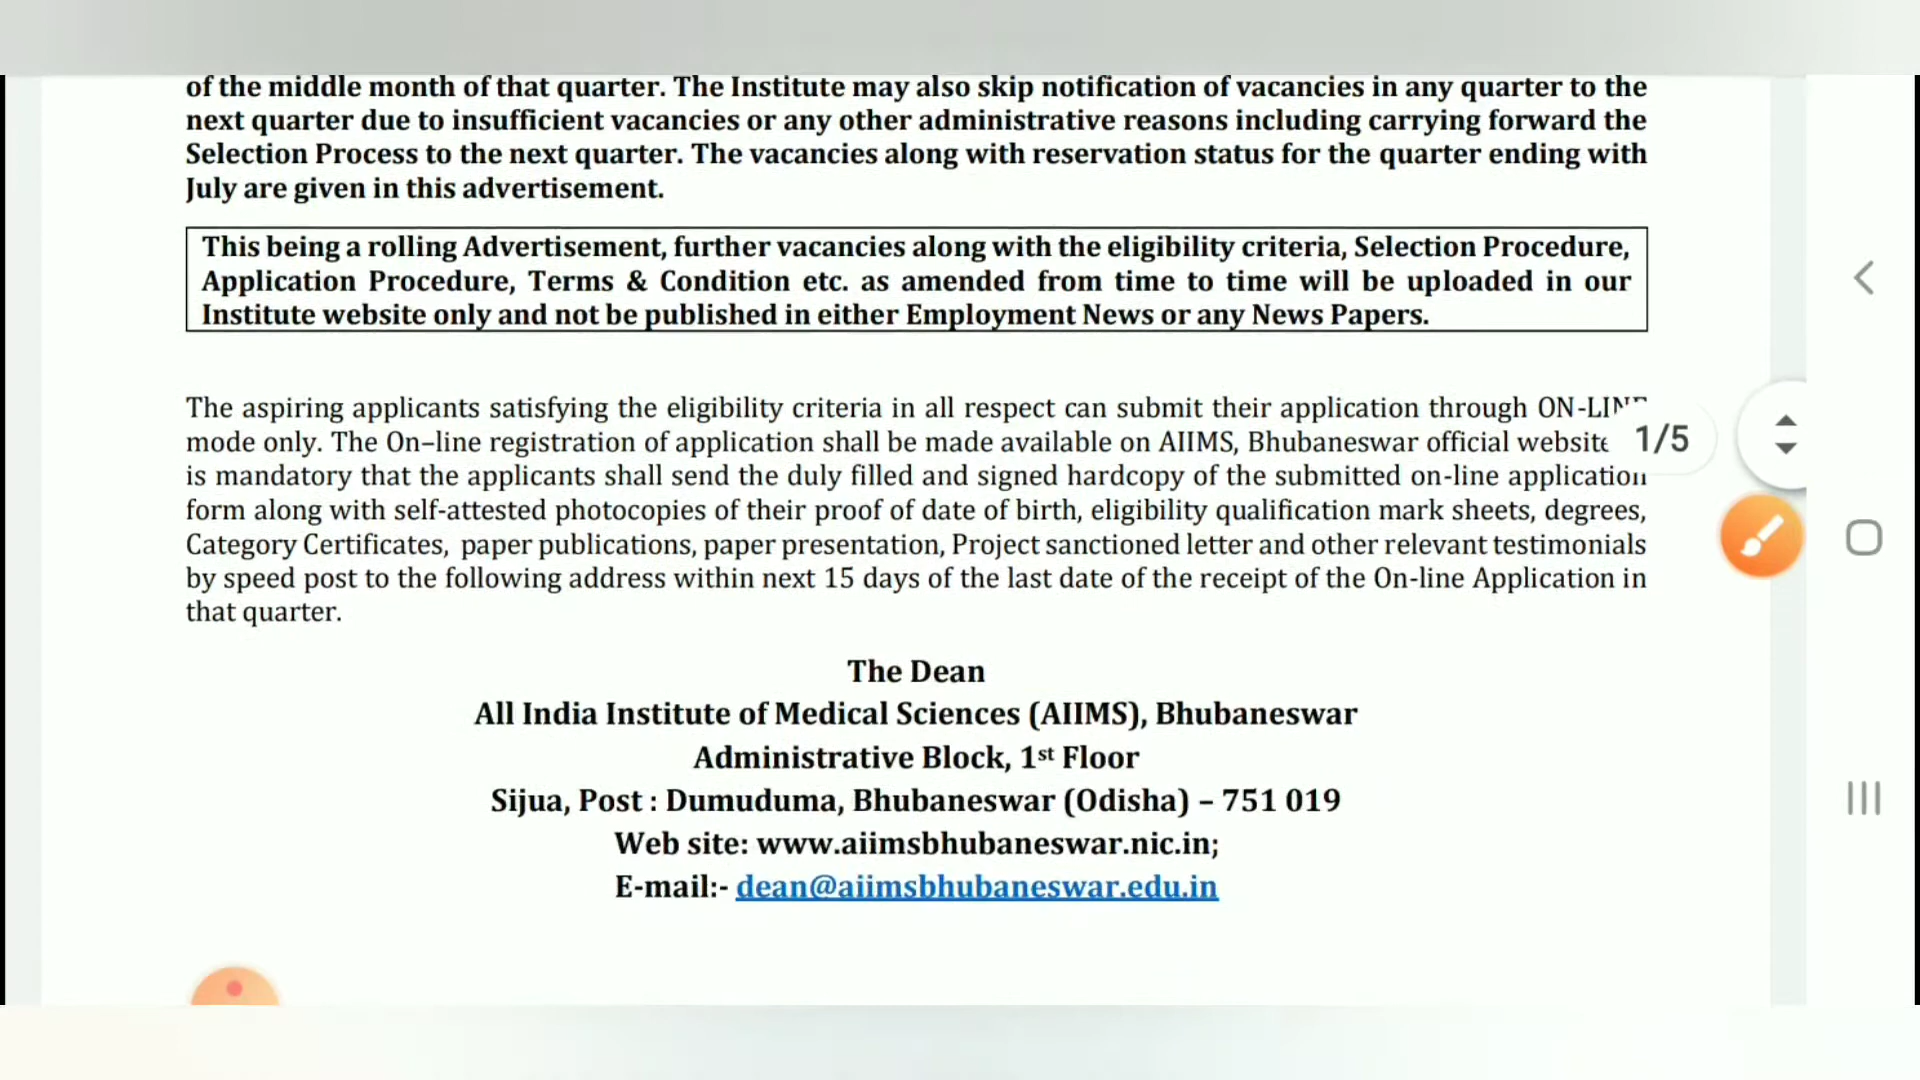 of the middle month of that quarter. The Institute may also skip notification of vacancies in any quarter to the
next quarter due to insufficient vacancies or any other administrative reasons including carrying forward the
Selection Process to the next quarter. The vacancies along with reservation status for the quarter ending with
July are given in this advertisement.
This being a rolling Advertisement, further vacancies along with the eligibility criteria, Selection Procedure,
Application Procedure, Terms & Condition etc. as amended from time to time will be uploaded in our
Institute website only and not be published in either Employment News or any News Papers.
The aspiring applicants satisfying the eligibility criteria in all respect can submit their application through ON-LINE
mode only. The On–line registration of application shall be made available on AIIMS, Bhubaneswar official website
1/5
is mandatory that the applicants shall send the duly filled and signed hardcopy of the submitted on-line application
form along with self-attested photocopies of their proof of date of birth, eligibility qualification mark sheets, degrees,
Category Certificates, paper publications, paper presentation, Project sanctioned letter and other relevant testimonials
by speed post to the following address within next 15 days of the last date of the receipt of the On-line Application in
that quarter.
The Dean
All India Institute of Medical Sciences (AIIMS), Bhubaneswar
Administrative Block, 1st Floor
Sijua, Post : Dumuduma, Bhubaneswar (Odisha) – 751 019
Web site: www.aiimsbhubaneswar.nic.in;
E-mail:- dean@aiimsbhubaneswar.edu.in